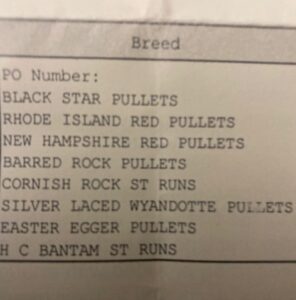 Breed
PO Number:
BLACK STAR PULLETS
RHODE ISLAND RED PULLETS
NEW HAMPSHIRE RED PULLETS
BARRED ROCK PULLETS
CORNISH ROCK ST RUNS
SILVER LACED WYANDOTTE PULLETS
EASTER EGGER PULLETS
H C BANTAM ST RUNS